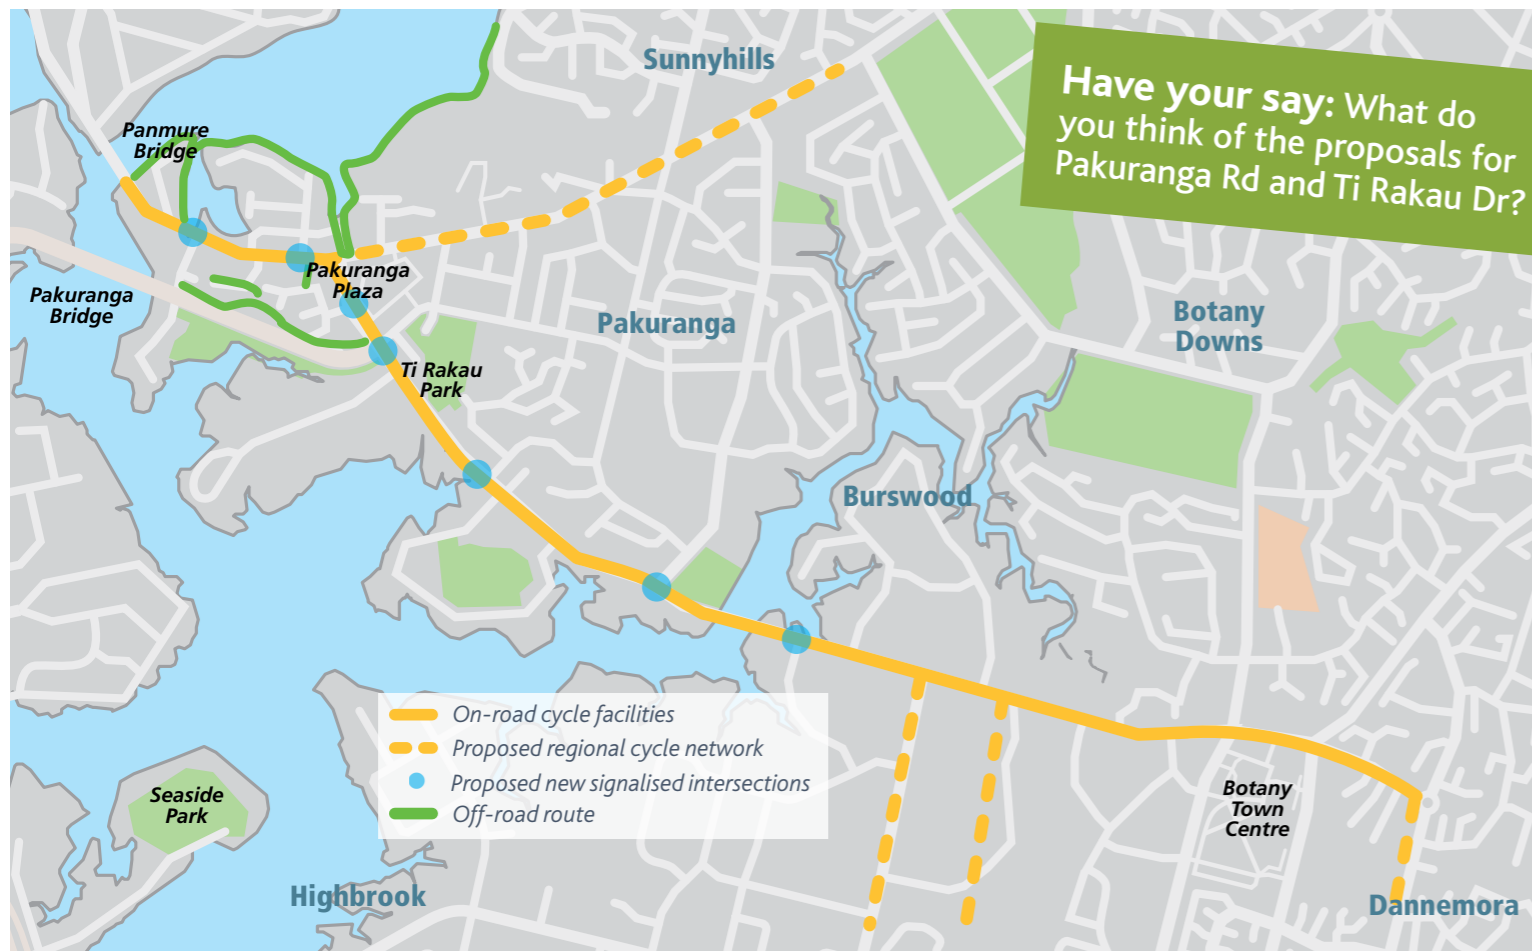 Sunnyhills
Have your say: What do
you think of the proposals for
Pakuranga Rd and Ti Rakau Dr?
Panmure
Bridge
Pakuranga
Plaza
Pakuranga
Bridge
Pakuranga
Botany
Downs
Ti Rakau
Park
Burswood
On-road cycle facilities
Proposed regional cycle network
Proposed new signalised intersections
Off-road route
Seaside
Park
Botany
Town
Centre
Highbrook
Dannemora